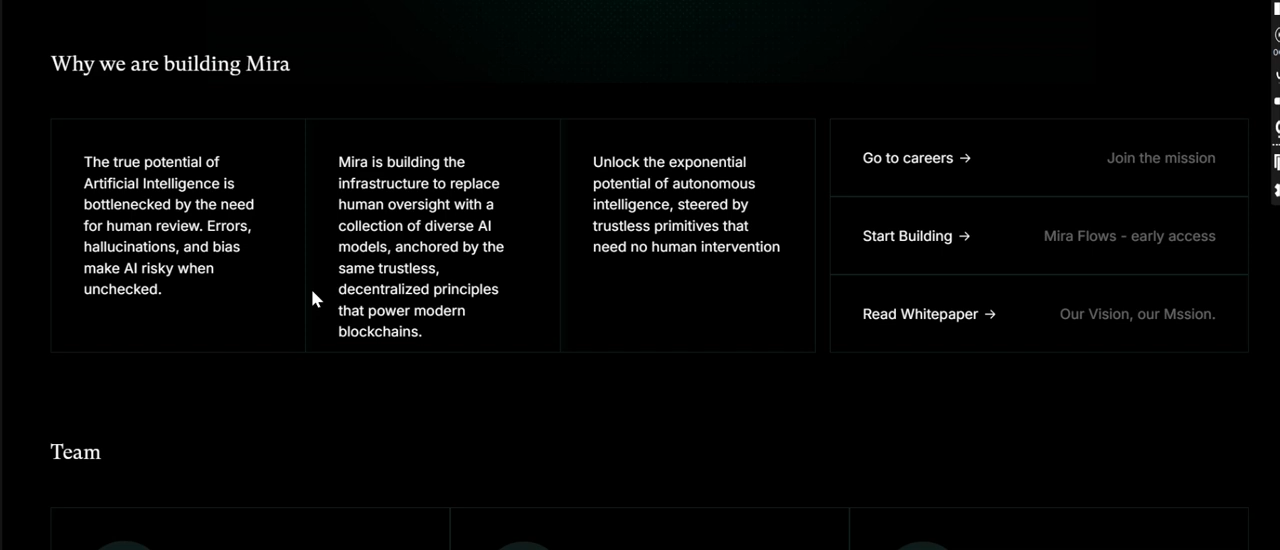 Why we are building Mira
The true potential of
Artificial Intelligence is
bottlenecked by the need
for human review. Errors,
hallucinations, and bias
make AI risky when
unchecked.
Mira is building the
infrastructure to replace
human oversight with a
collection of diverse AI
models, anchored by the
same trustless,
decentralized principles
that power modern
blockchains.
Unlock the exponential
potential of autonomous
intelligence, steered by
trustless primitives that
need no human intervention
Go to careers → Join the mission
Start Building → Mira Flows - early access
Read Whitepaper → Our Vision, our Mssion.
Team